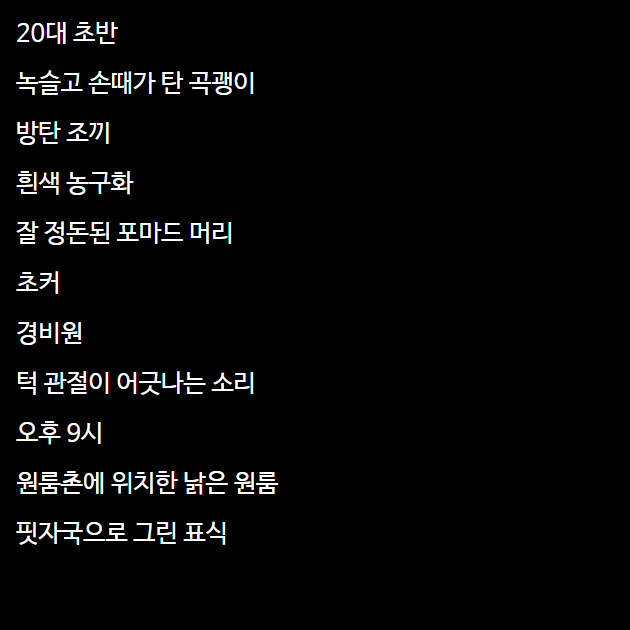 20대 초반
녹슬고 손때가 탄 곡괭이
방탄 조끼
흰색 농구화
잘 정돈된 포마드 머리
초커
경비원
턱 관절이 어긋나는 소리
오후 9시
원룸촌에 위치한 낡은 원룸
핏자국으로 그린 표식